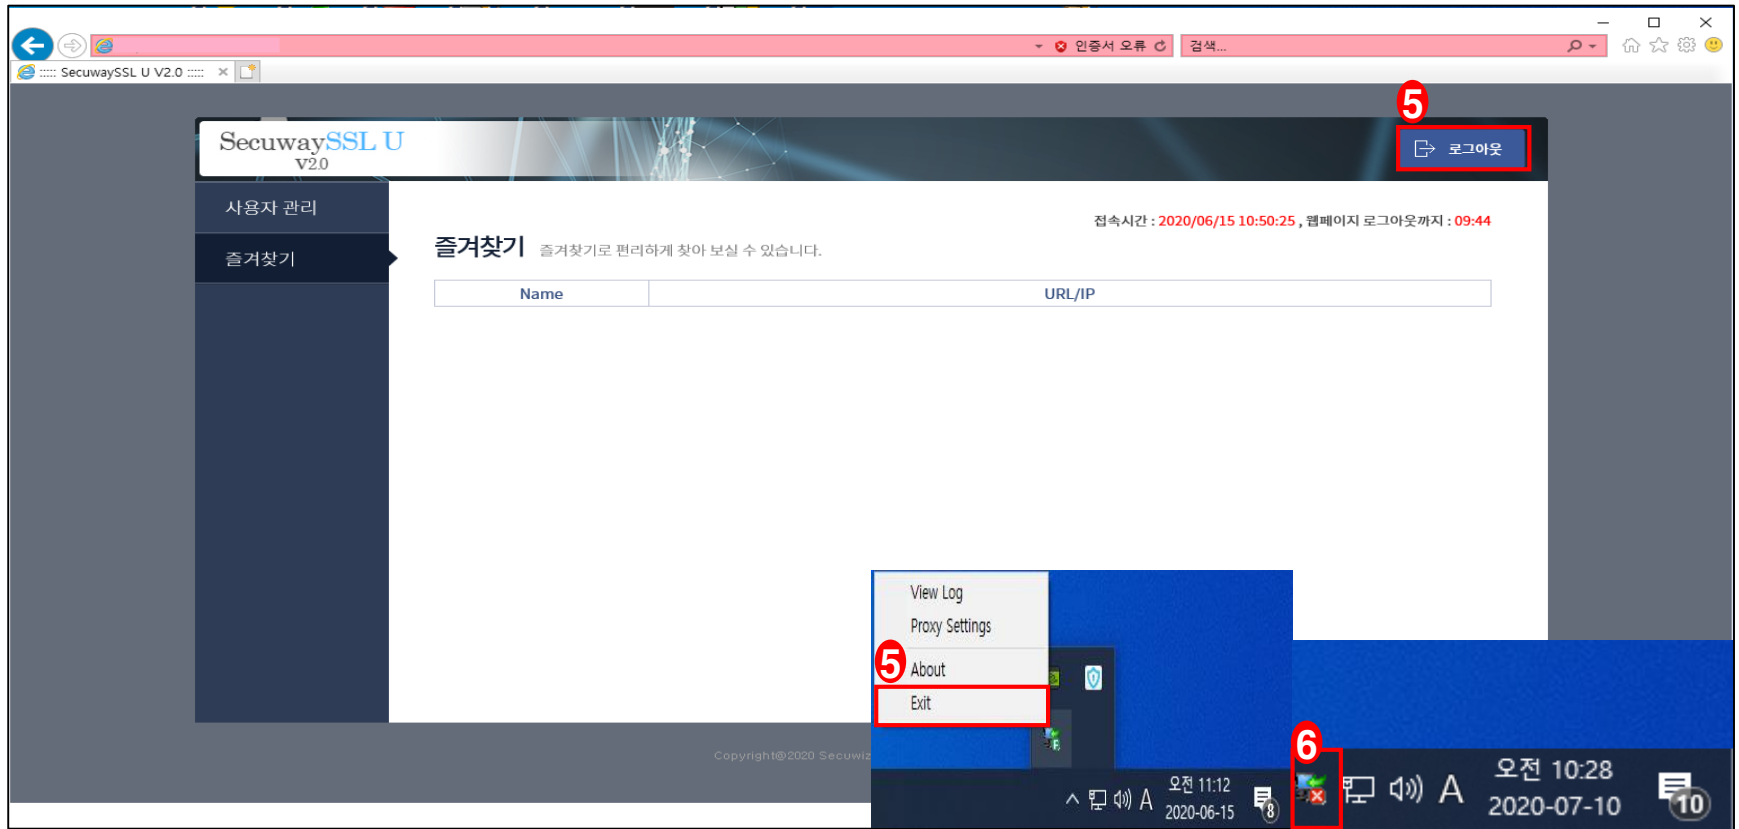 인증서 오류
검색...
::::: SecuwaySSL U V2.0 :::::
5
SecuwaySSL U
V2.0
로그아웃
사용자 관리
즐겨찾기
접속시간 : 2020/06/15 10:50:25 , 웹페이지 로그아웃까지 : 09:44
즐겨찾기 즐겨찾기로 편리하게 찾아 보실 수 있습니다.
Name URL/IP
View Log
Proxy Settings
5
About
Exit
Copyright@2020 Secuwiz
6
A
오전 11:12
2020-06-15
8
A
오전 10:28
2020-07-10
10